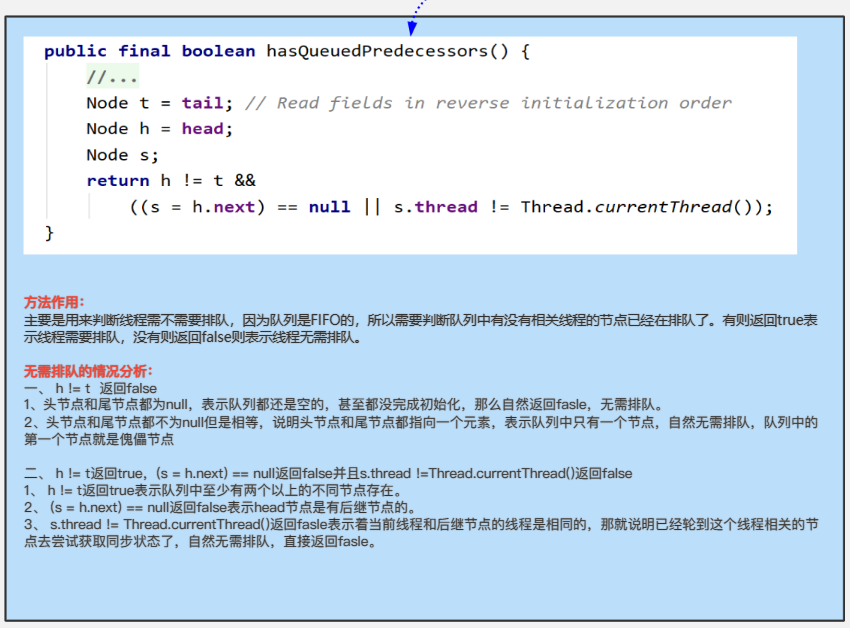 public final boolean hasQueuedPredecessors() {
//...
Node t = tail; // Read fields in reverse initialization order
Node h = head;
Node s;
return h != t &&
((s = h.next) == null || s.thread != Thread.currentThread());
}
方法作用：
主要是用来判断线程需不需要排队，因为队列是FIFO的，所以需要判断队列中有没有相关线程的节点已经在排队了。有则返回true表
示线程需要排队，没有则返回false则表示线程无需排队。
无需排队的情况分析：
一、 h != t 返回false
1、头节点和尾节点都为null，表示队列都还是空的，甚至都没完成初始化，那么自然返回fasle，无需排队。
2、头节点和尾节点都不为null但是相等，说明头节点和尾节点都指向一个元素，表示队列中只有一个节点，自然无需排队，队列中的
第一个节点就是傀儡节点
二、 h != t返回true，(s = h.next) == null返回false并且s.thread !=Thread.currentThread()返回false
1、 h != t返回true表示队列中至少有两个以上的不同节点存在。
2、 (s = h.next) == null返回false表示head节点是有后继节点的。
3、 s.thread != Thread.currentThread()返回fasle表示着当前线程和后继节点的线程是相同的，那就说明已经轮到这个线程相关的节
点去尝试获取同步状态了，自然无需排队，直接返回fasle。